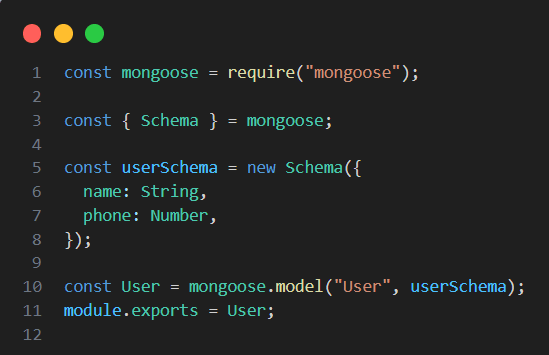 1 const mongoose = require("mongoose");
2
3 const { Schema } = mongoose;
4
5 const userSchema = new Schema({
6   name: String,
7   phone: Number,
8 });
9
10 const User = mongoose.model("User", userSchema);
11 module.exports = User;
12